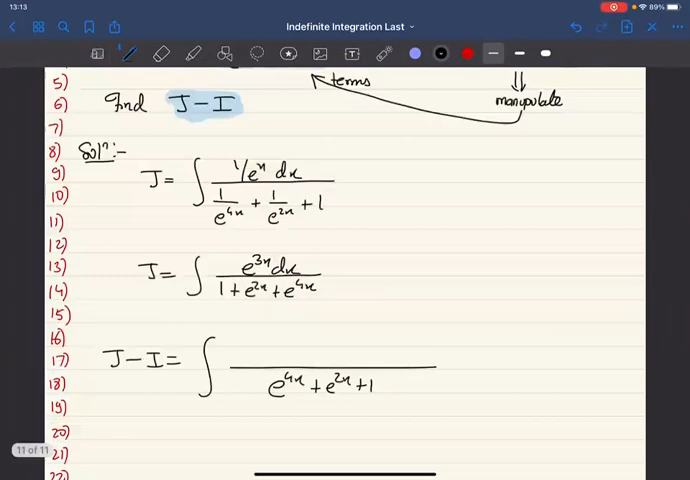 13:13
89%
Indefinite Integration Last
5)
terms
6) Find J - I
manipulate
7)
8) Solⁿ:-
9) J = ∫ 1/eˣ dx
10) 1/e⁴ˣ + 1/e²ˣ + 1
11)
12)
13) J = ∫ e³ˣdx
14) 1 + e²ˣ + e⁴ˣ
15)
16)
17) J - I = ∫
18) e⁴ˣ + e²ˣ + 1
19)
20)
11 of 11
21)
22)